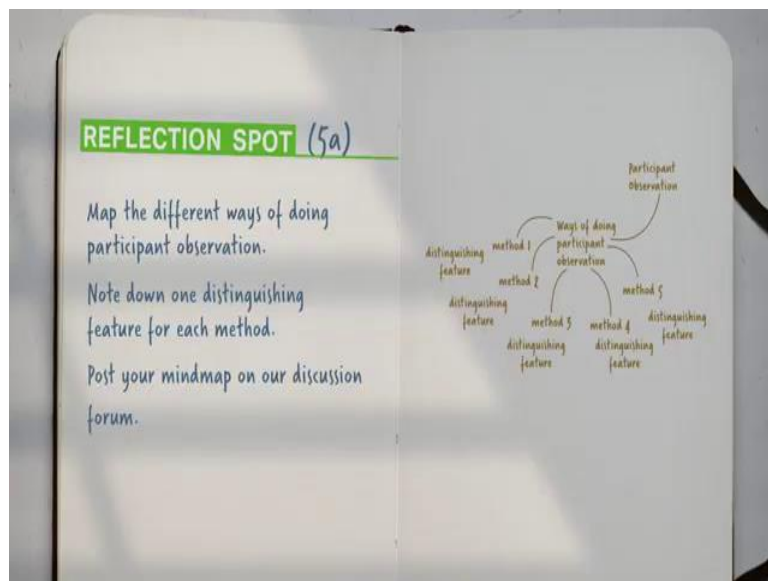 REFLECTION SPOT (5a)
Map the different ways of doing
participant observation.
Note down one distinguishing
feature for each method.
Post your mindmap on our discussion
forum.
Participant
Observation
Ways of doing
participant
observation
method 1
distinguishing
feature
method 2
distinguishing
feature
method 3
distinguishing
feature
method 4
distinguishing
feature
method 5
distinguishing
feature